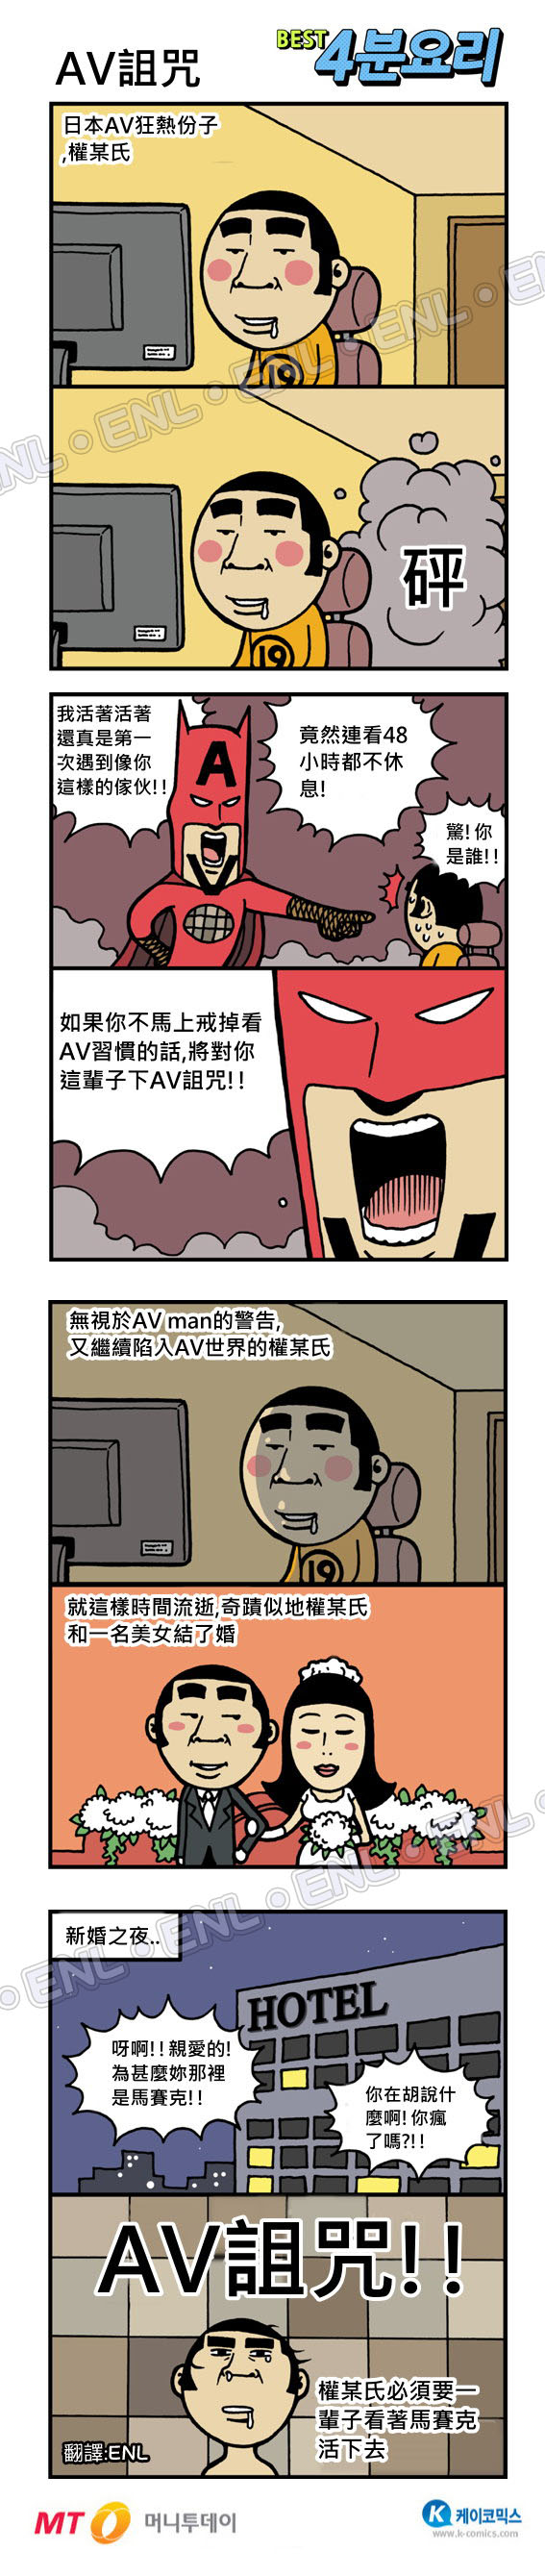 AV詛咒
BEST
4분요리
日本AV狂熱份子
,權某氏
19
ENL • ENL • ENL • ENL • ENL
19
砰
我活著活著
還真是第一
次遇到像你
這樣的傢伙!!
A
V
竟然連看48
小時都不休
息!
驚!你
是誰!!
如果你不馬上戒掉看
AV習慣的話,將對你
這輩子下AV詛咒!!
無視於AV man的警告,
又繼續陷入AV世界的權某氏
19
就這樣時間流逝,奇蹟似地權某氏
和一名美女結了婚
ENL • ENL • ENL • ENL • ENL
新婚之夜..
HOTEL
呀啊!!親愛的!
為甚麼妳那裡
是馬賽克!!
你在胡說什
麼啊!你瘋
了嗎?!!
AV詛咒!!
權某氏必須要一
輩子看著馬賽克
活下去
翻譯:ENL
MT 머니투데이
K 케이코믹스
www.k-comics.com